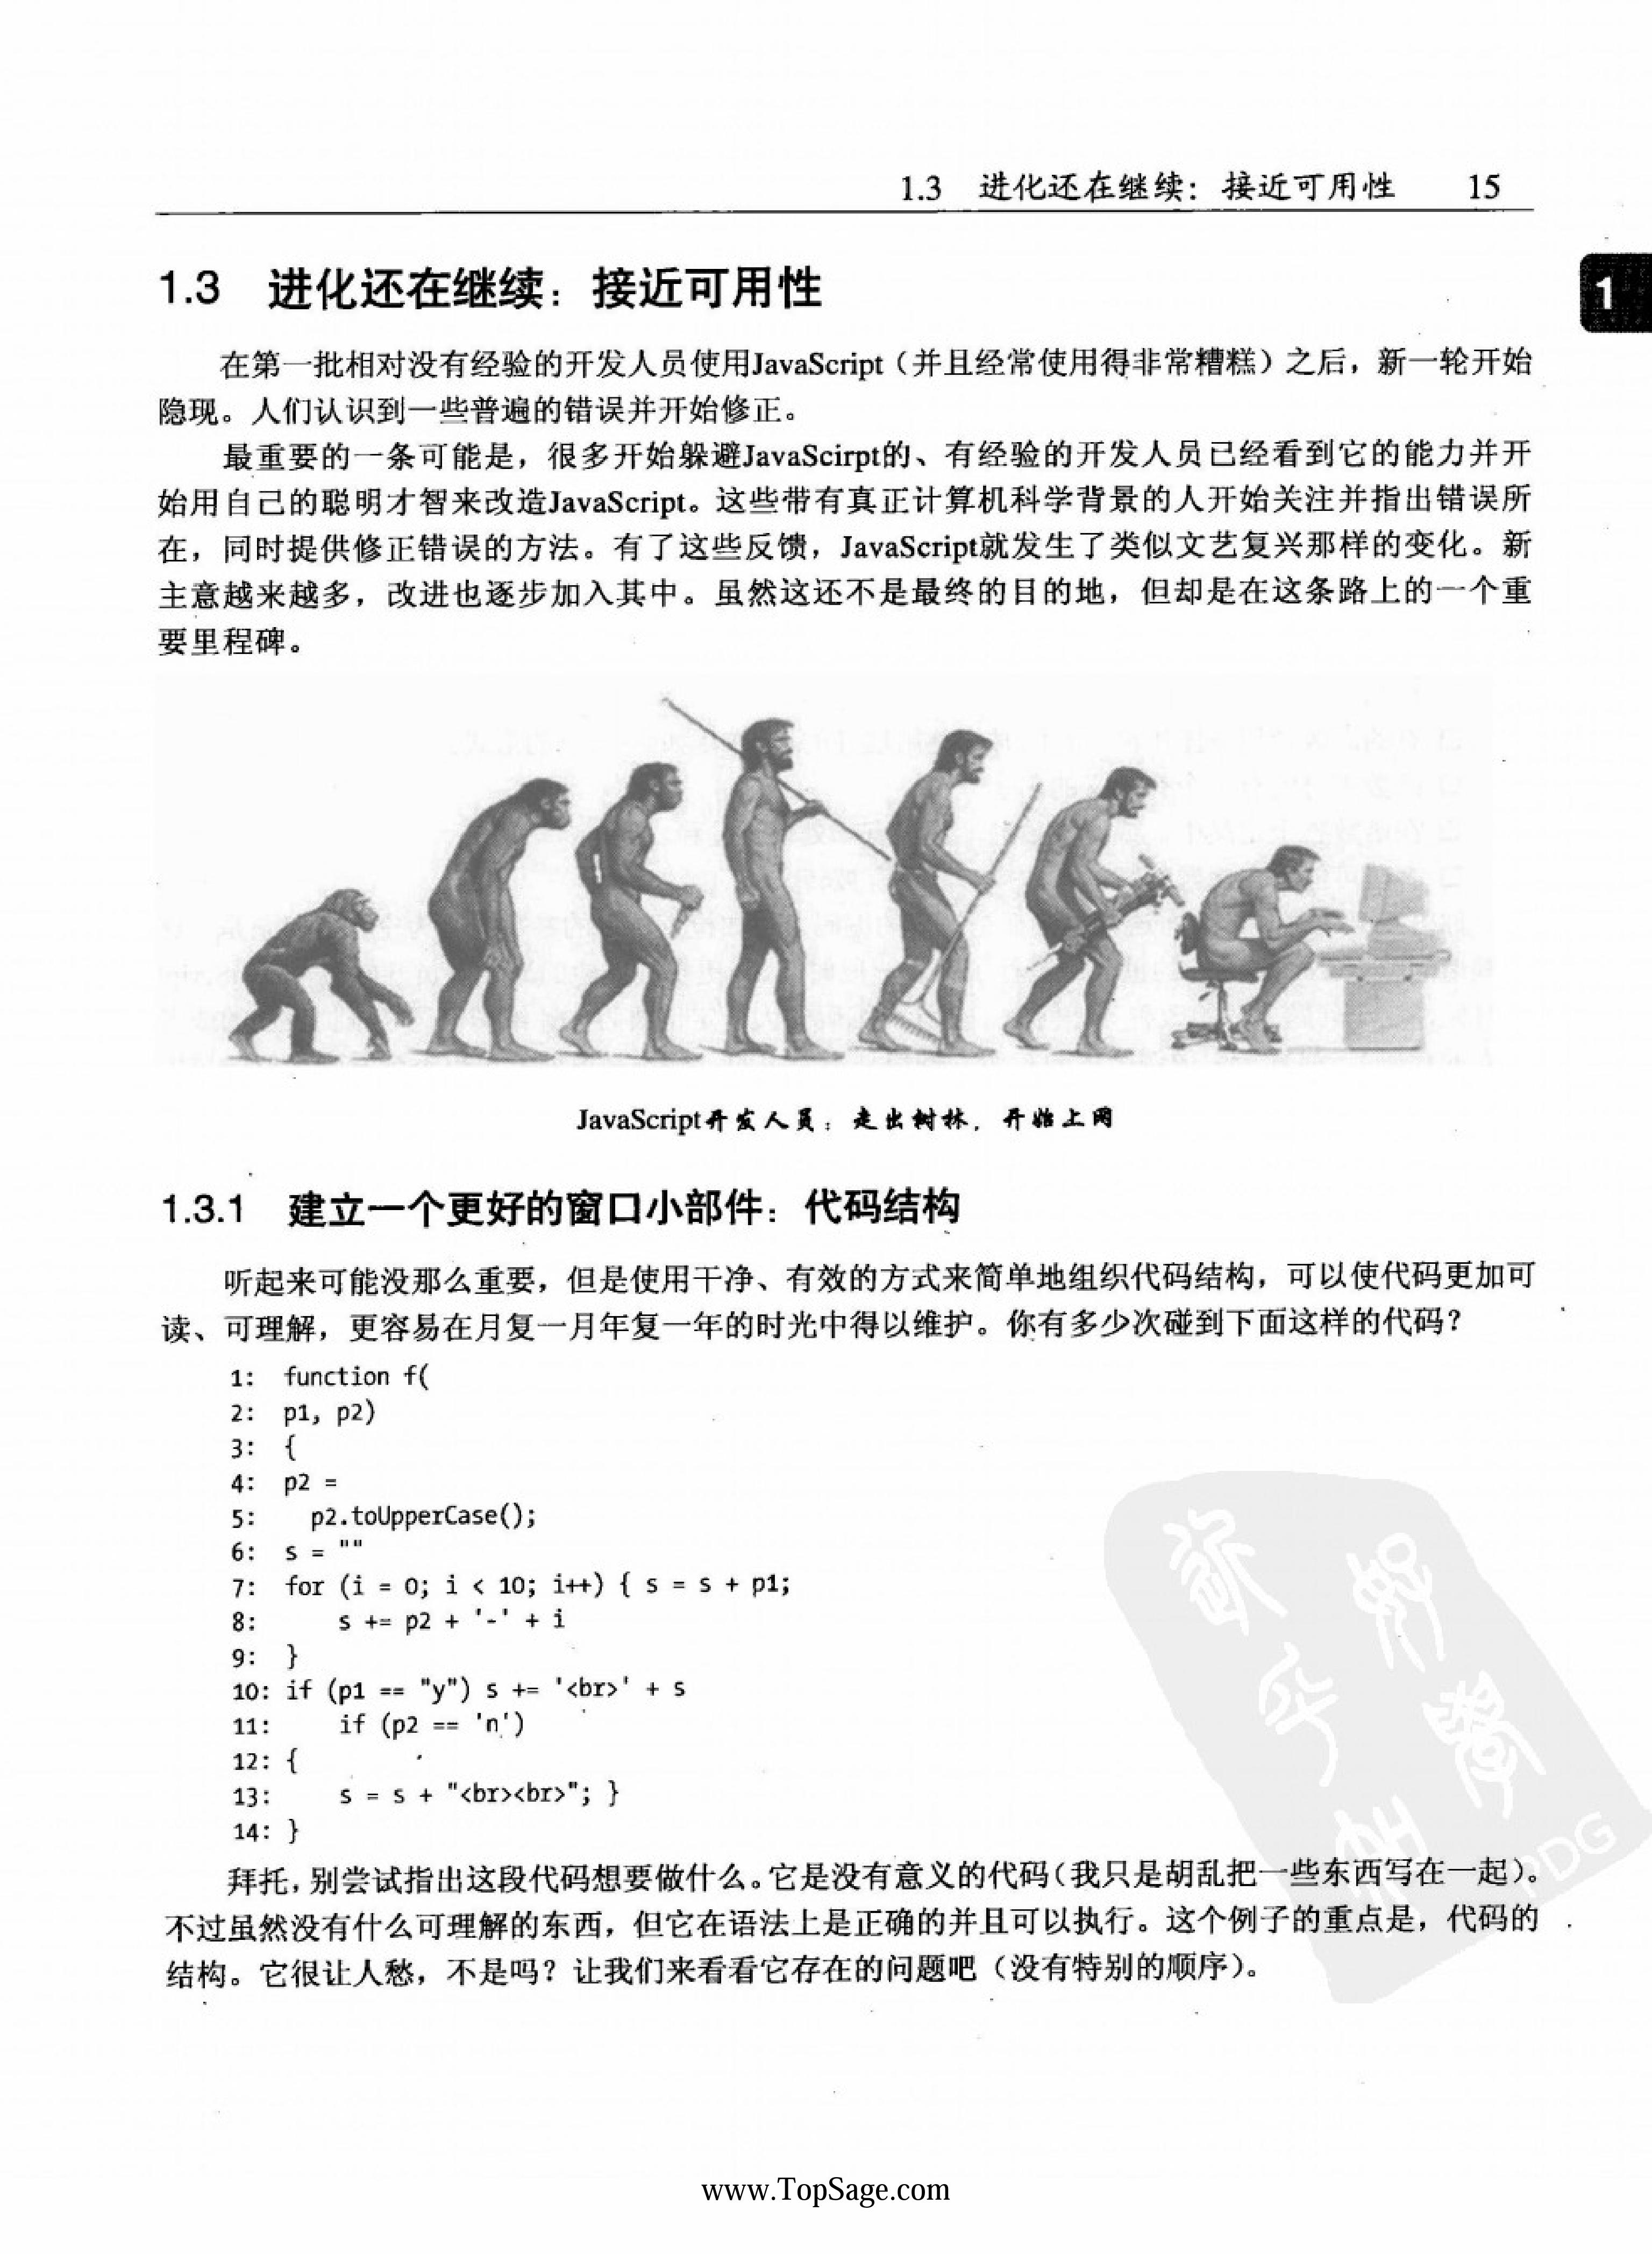 1.3 进化还在继续：接近可用性 15
1.3 进化还在继续：接近可用性
1
在第一批相对没有经验的开发人员使用JavaScript（并且经常使用得非常糟糕）之后，新一轮开始
隐现。人们认识到一些普遍的错误并开始修正。
最重要的一条可能是，很多开始躲避JavaScirpt的、有经验的开发人员已经看到它的能力并开
始用自己的聪明才智来改造JavaScript。这些带有真正计算机科学背景的人开始关注并指出错误所
在，同时提供修正错误的方法。有了这些反馈，JavaScript就发生了类似文艺复兴那样的变化。新
主意越来越多，改进也逐步加入其中。虽然这还不是最终的目的地，但却是在这条路上的一个重
要里程碑。
JavaScript开发人员：走出树林，开始上网
1.3.1 建立一个更好的窗口小部件：代码结构
听起来可能没那么重要，但是使用干净、有效的方式来简单地组织代码结构，可以使代码更加可
读、可理解，更容易在月复一月年复一年的时光中得以维护。你有多少次碰到下面这样的代码？
1: function f(
2: p1, p2)
3: {
4: p2 =
5: p2.toUpperCase();
6: s = ""
7: for (i = 0; i < 10; i++) { s = s + p1;
8: s += p2 + '-' + i
9: }
10: if (p1 == "y") s += '<br>' + s
11: if (p2 == 'n')
12: {
13: s = s + "<br><br>"; }
14: }
拜托，别尝试指出这段代码想要做什么。它是没有意义的代码（我只是胡乱把一些东西写在一起）。
不过虽然没有什么可理解的东西，但它在语法上是正确的并且可以执行。这个例子的重点是，代码的
结构。它很让人愁，不是吗？让我们来看看它存在的问题吧（没有特别的顺序）。
PDG
www.TopSage.com